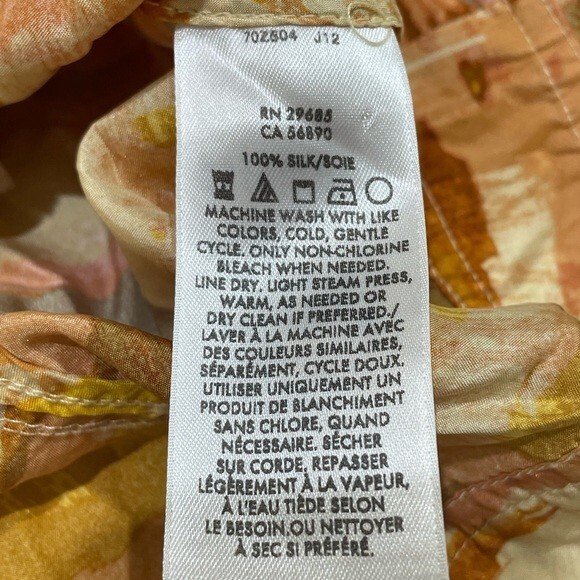 70Z504 J12
RN 29685
CA 56890
100% SILK/SOIE
MACHINE WASH WITH LIKE
COLORS, COLD, GENTLE
CYCLE. ONLY NON-CHLORINE
BLEACH WHEN NEEDED.
LINE DRY. LIGHT STEAM PRESS,
WARM, AS NEEDED OR
DRY CLEAN IF PREFERRED./
LAVER À LA MACHINE AVEC
DES COULEURS SIMILAIRES,
SÉPARÉMENT, CYCLE DOUX.
UTILISER UNIQUEMENT UN
PRODUIT DE BLANCHIMENT
SANS CHLORE, QUAND
NÉCESSAIRE. SÉCHER
SUR CORDE, REPASSER
LÉGÈREMENT À LA VAPEUR,
À L'EAU TIÈDE SELON
LE BESOIN OU NETTOYER
À SEC SI PRÉFÉRÉ.